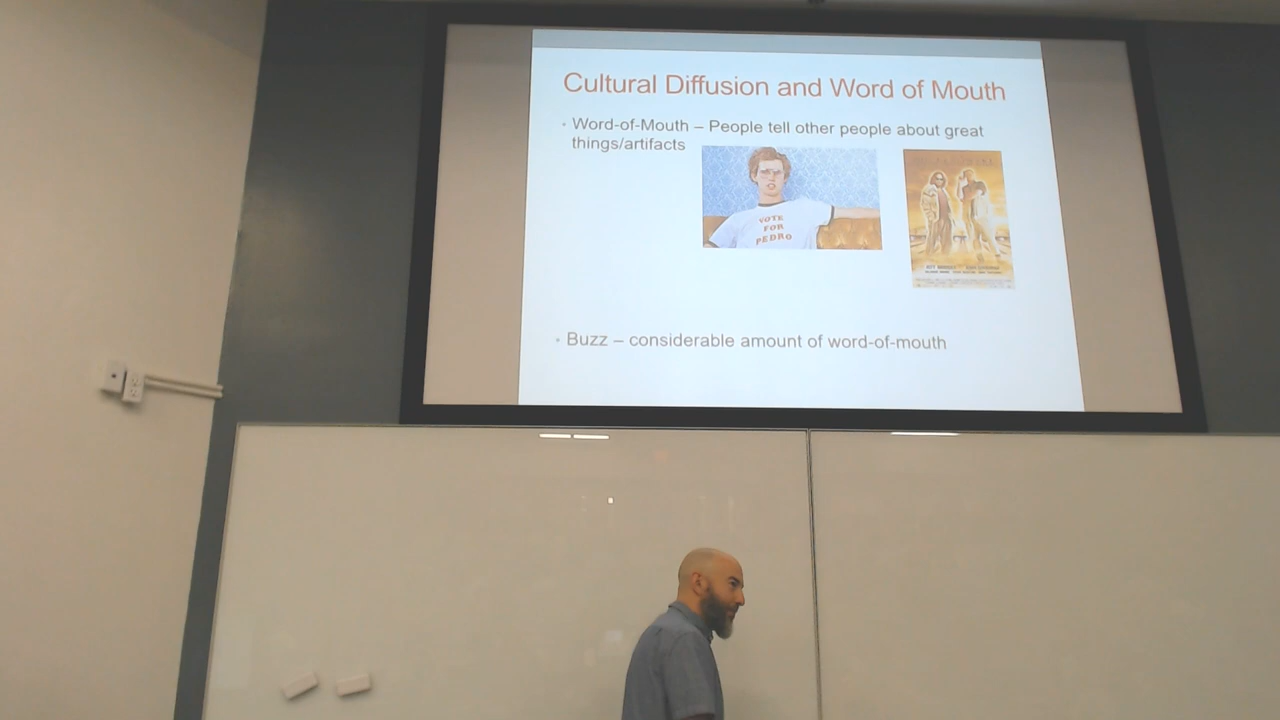 Cultural Diffusion and Word of Mouth
• Word-of-Mouth – People tell other people about great
things/artifacts
VOTE
FOR
PEDRO
• Buzz – considerable amount of word-of-mouth